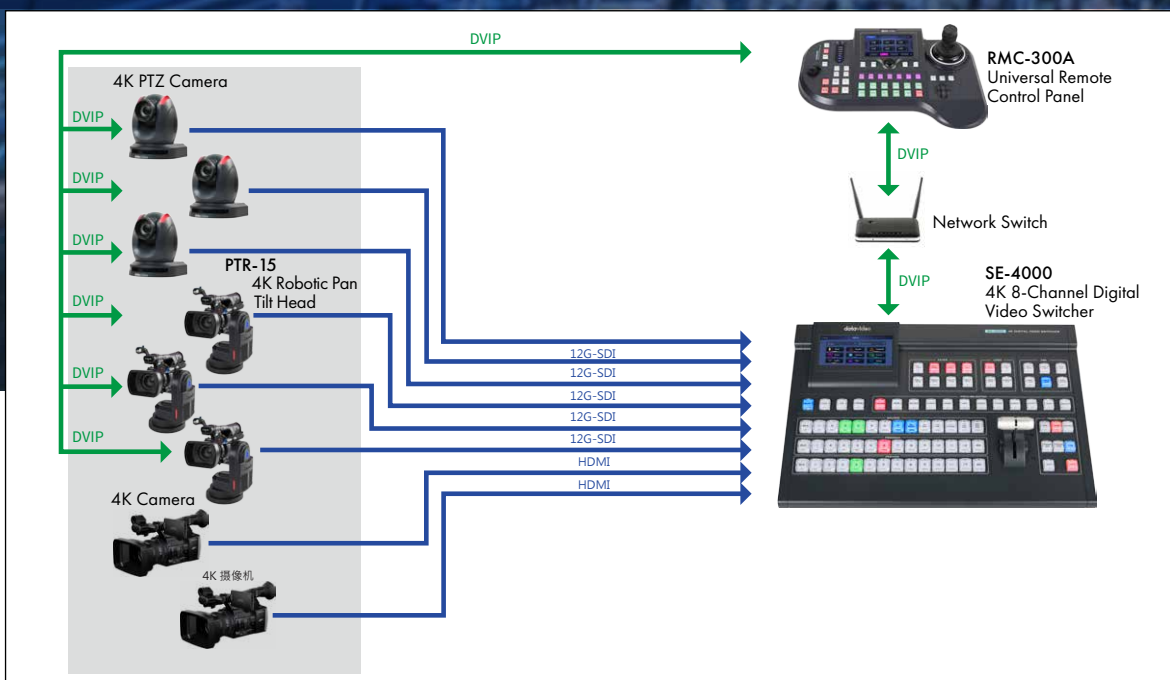 DVIP
4K PTZ Camera
DVIP
DVIP
DVIP
PTR-15
4K Robotic Pan
Tilt Head
DVIP
DVIP
DVIP
4K Camera
4K 摄像机
12G-SDI
12G-SDI
12G-SDI
12G-SDI
12G-SDI
HDMI
HDMI
RMC-300A
Universal Remote
Control Panel
DVIP
Network Switch
DVIP
SE-4000
4K 8-Channel Digital
Video Switcher
datavideo